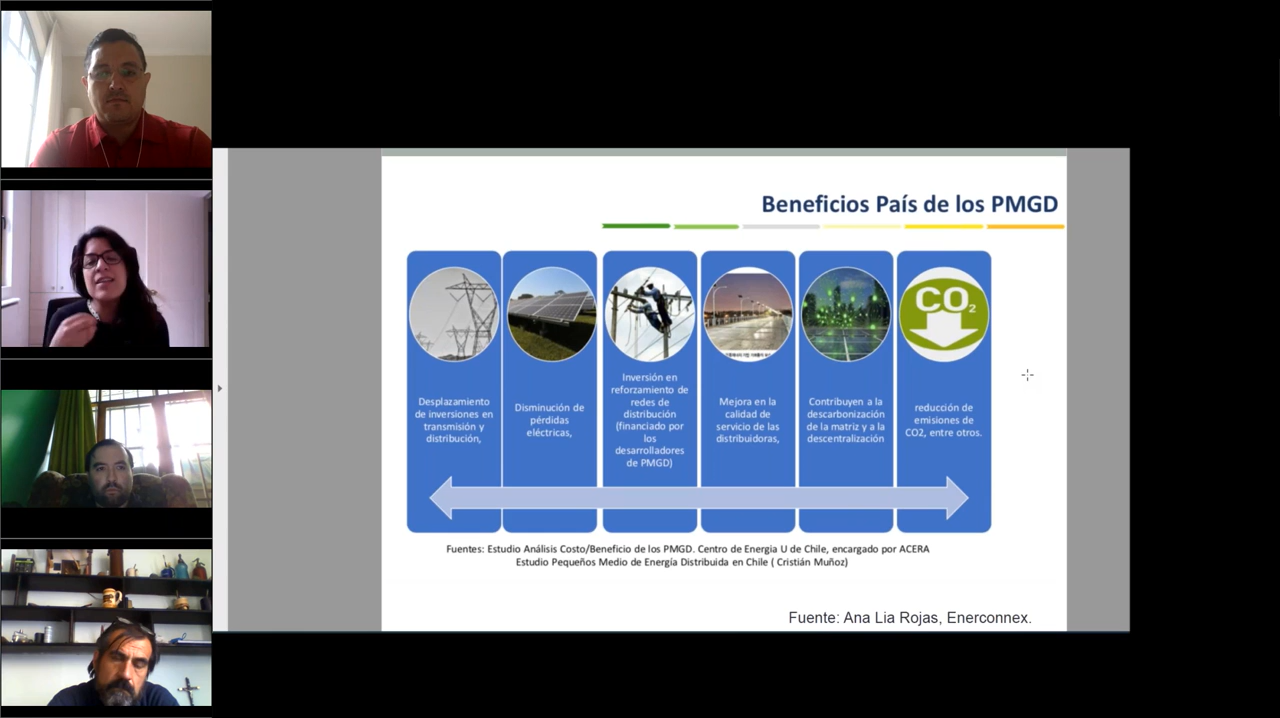 Beneficios País de los PMGD
CO2
Desplazamiento
de inversiones en
transmisión y
distribución,
Disminución de
pérdidas
eléctricas,
Inversión en
reforzamiento de
redes de
distribución
(financiado por
los
desarrolladores
de PMGD)
Mejora en la
calidad de
servicio de las
distribuidoras,
Contribuyen a la
descarbonización
de la matriz y a la
descentralización
reducción de
emisiones de
CO2, entre otros.
Fuentes: Estudio Análisis Costo/Beneficio de los PMGD. Centro de Energia U de Chile, encargado por ACERA
Estudio Pequeños Medio de Energía Distribuida en Chile ( Cristián Muñoz)
Fuente: Ana Lia Rojas, Enerconnex.